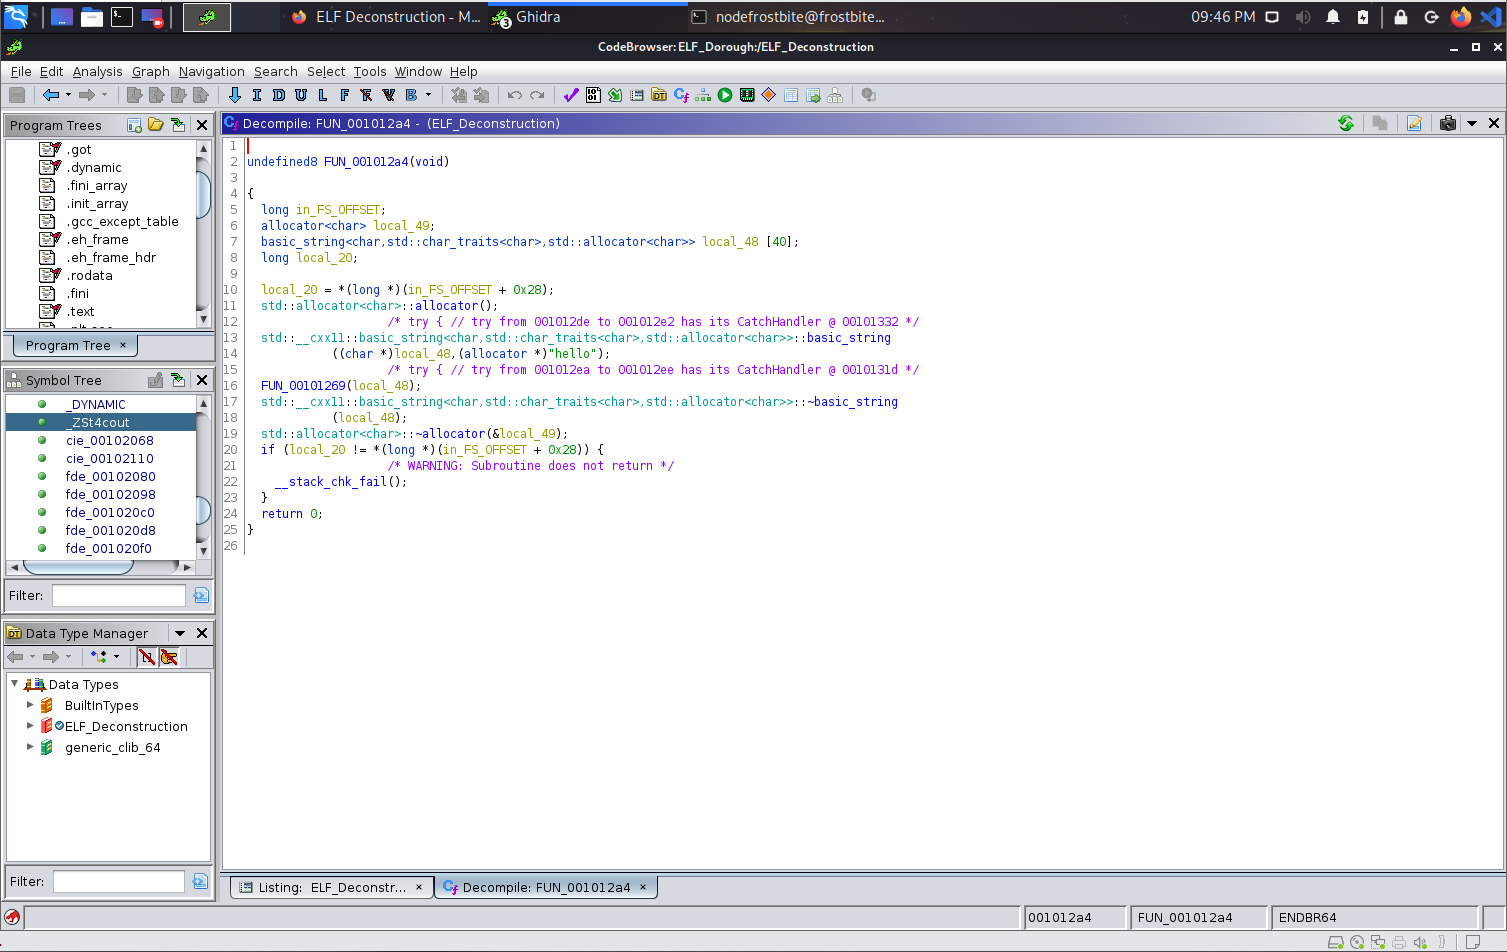 ELF Deconstruction - M...
Ghidra
nodefrostbite@frostbite...
09:46 PM
CodeBrowser: ELF_Dorough:/ELF_Deconstruction
File Edit Analysis Graph Navigation Search Select Tools Window Help
I D U L F B
Program Trees
.got
.dynamic
.fini_array
.init_array
.gcc_except_table
.eh_frame
.eh_frame_hdr
.rodata
.fini
.text
Program Tree ×
Symbol Tree
_DYNAMIC
_ZSt4cout
cie_00102068
cie_00102110
fde_00102080
fde_00102098
fde_001020c0
fde_001020d8
fde_001020f0
Filter:
Data Type Manager
Data Types
BuiltInTypes
ELF_Deconstruction
generic_clib_64
Filter:
Decompile: FUN_001012a4 - (ELF_Deconstruction)
1
2 undefined8 FUN_001012a4(void)
3
4 {
5 long in_FS_OFFSET;
6 allocator<char> local_49;
7 basic_string<char,std::char_traits<char>,std::allocator<char>> local_48 [40];
8 long local_20;
9
10 local_20 = *(long *)(in_FS_OFFSET + 0x28);
11 std::allocator<char>::allocator();
12 /* try { // try from 001012de to 001012e2 has its CatchHandler @ 00101332 */
13 std::__cxx11::basic_string<char,std::char_traits<char>,std::allocator<char>>::basic_string
14 ((char *)local_48,(allocator *)"hello");
15 /* try { // try from 001012ea to 001012ee has its CatchHandler @ 0010131d */
16 FUN_00101269(local_48);
17 std::__cxx11::basic_string<char,std::char_traits<char>,std::allocator<char>>::~basic_string
18 (local_48);
19 std::allocator<char>::~allocator(&local_49);
20 if (local_20 != *(long *)(in_FS_OFFSET + 0x28)) {
21 /* WARNING: Subroutine does not return */
22 __stack_chk_fail();
23 }
24 return 0;
25 }
26
Listing: ELF_Deconstr... ×
Decompile: FUN_001012a4 ×
001012a4
FUN_001012a4
ENDBR64